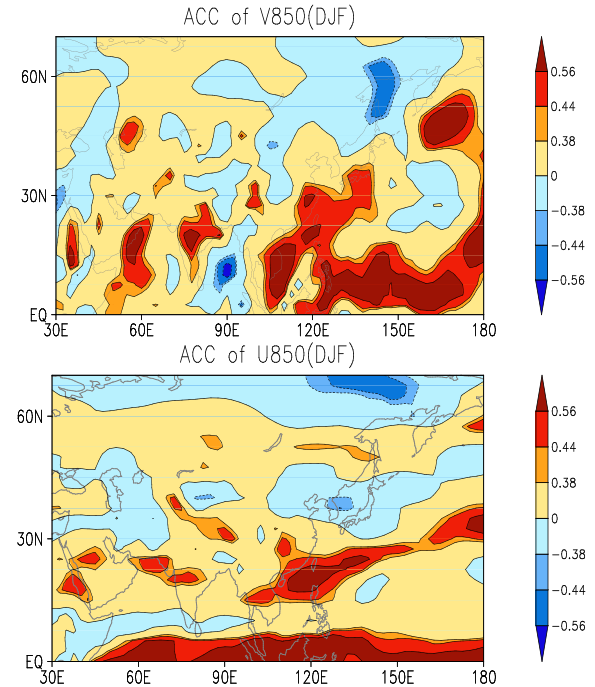 ACC of V850(DJF)
60N
30N
EQ
30E 60E 90E 120E 150E 180
0.56
0.44
0.38
0
−0.38
−0.44
−0.56
ACC of U850(DJF)
60N
30N
EQ
30E 60E 90E 120E 150E 180
0.56
0.44
0.38
0
−0.38
−0.44
−0.56